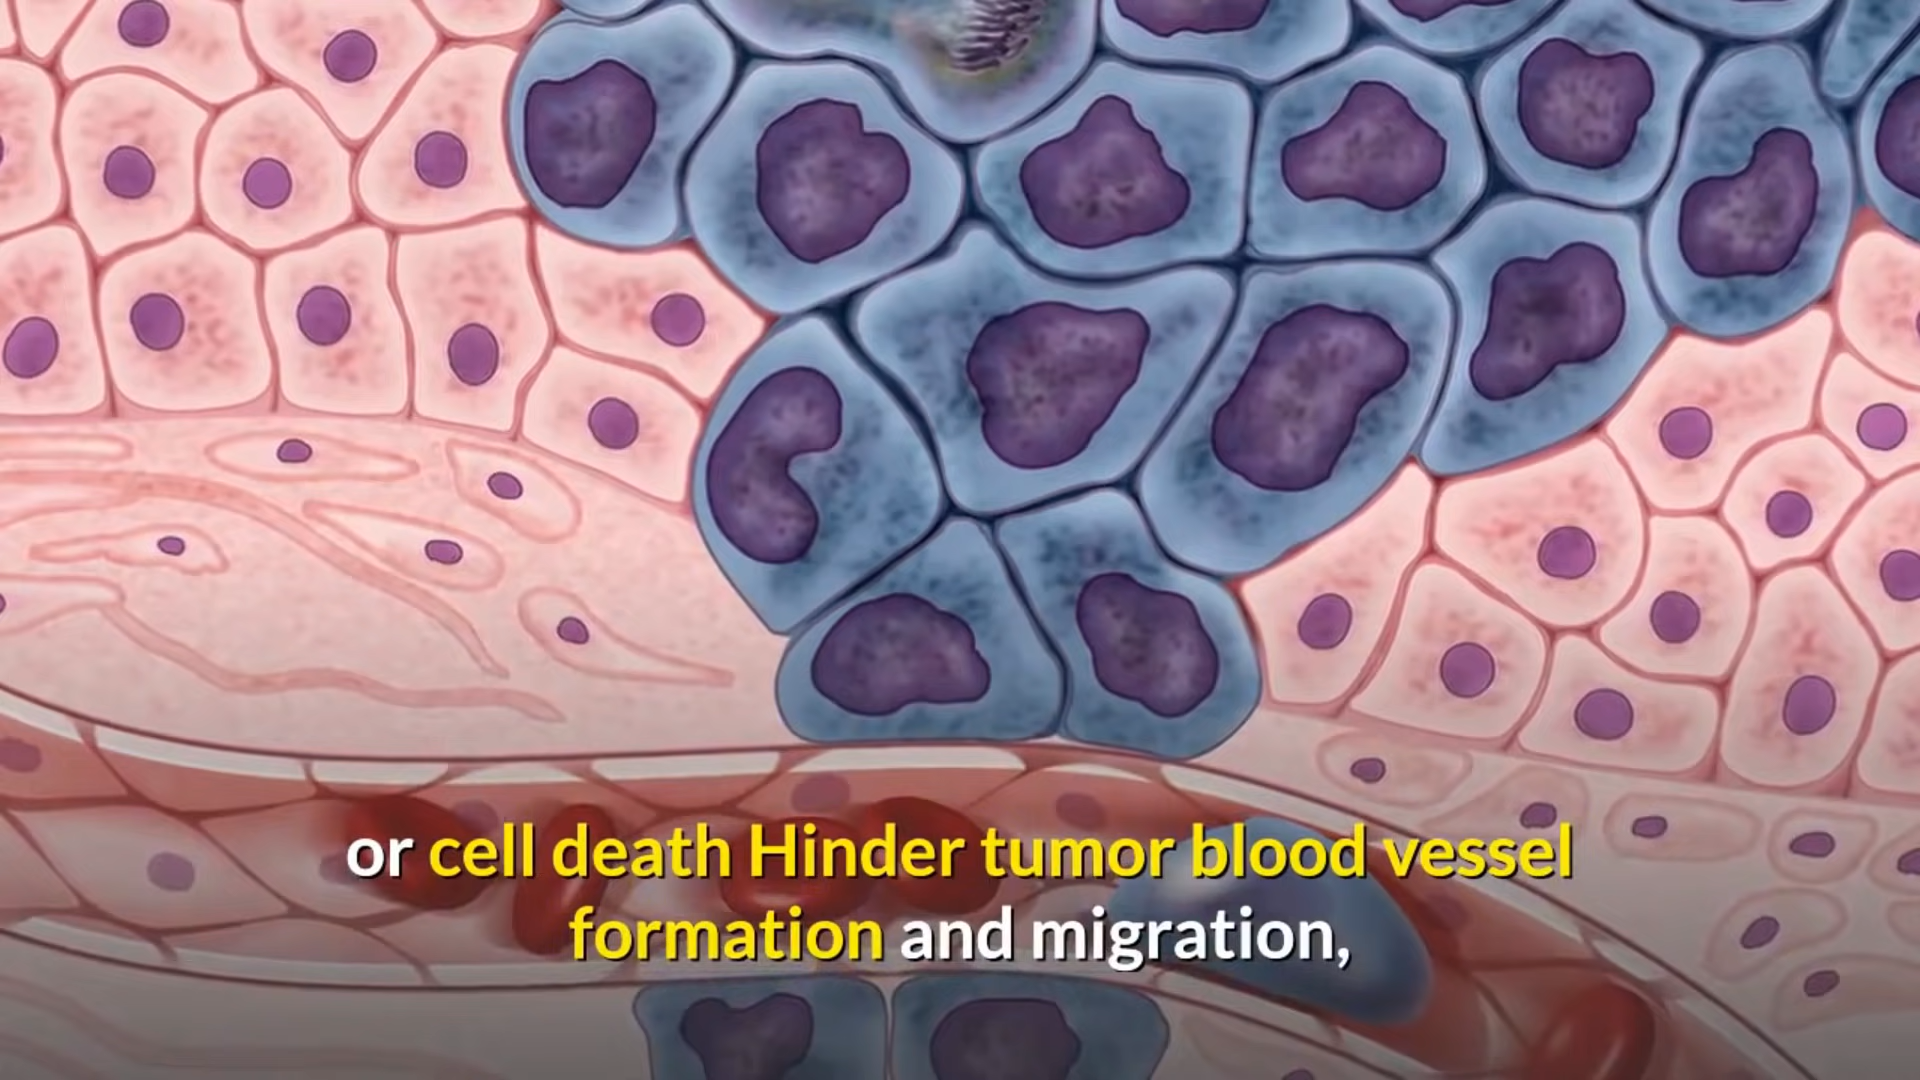 or cell death Hinder tumor blood vessel
formation and migration,